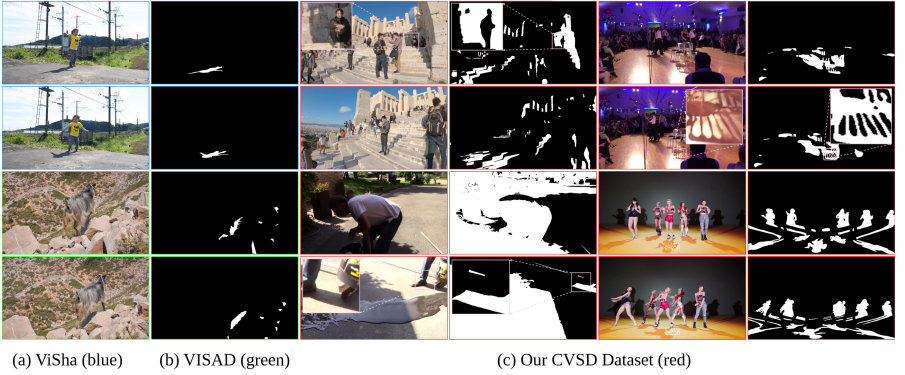 (a) ViSha (blue)
(b) VISAD (green)
(c) Our CVSD Dataset (red)